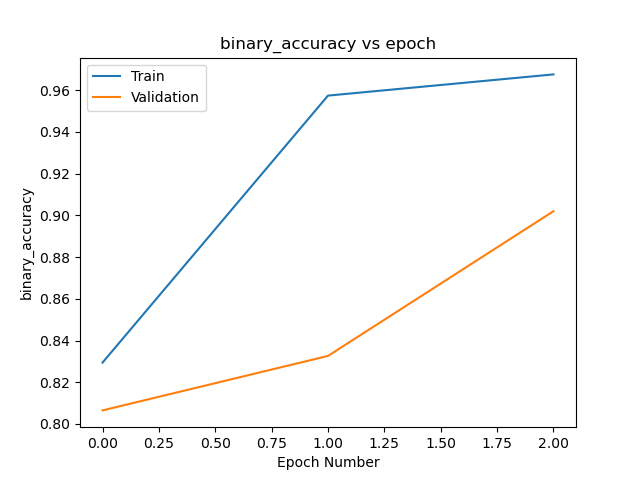 binary_accuracy vs epoch
Train
Validation
0.96
0.94
0.92
0.90
0.88
0.86
0.84
0.82
0.80
binary_accuracy
0.00 0.25 0.50 0.75 1.00 1.25 1.50 1.75 2.00
Epoch Number